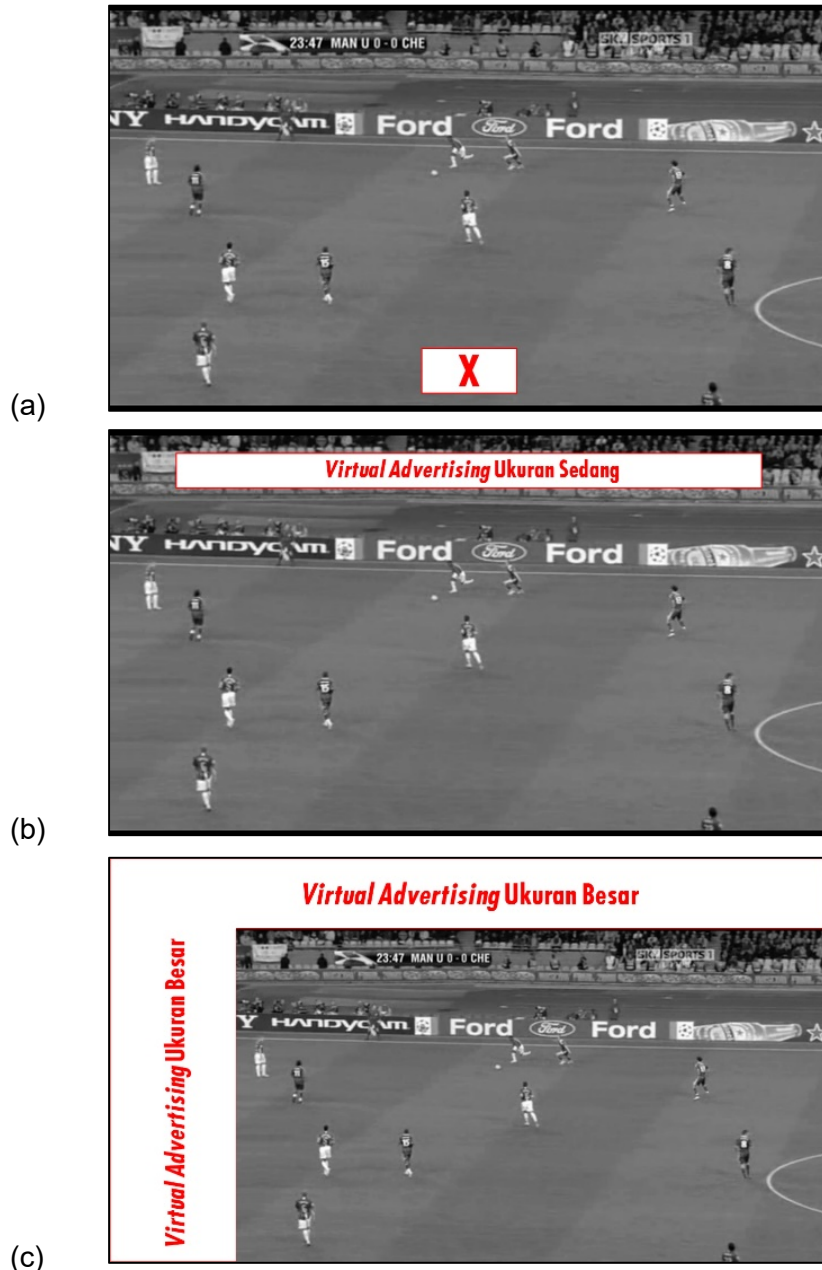 23:47 MAN U 0 - 0 CHE
SKY SPORTS 1
NY HANDYCAM Ford Ford Ford
X
(a)
Virtual Advertising Ukuran Sedang
NY HANDYCAM Ford Ford Ford
(b)
Virtual Advertising Ukuran Besar
Virtual Advertising Ukuran Besar
23:47 MAN U 0 - 0 CHE
SKY SPORTS 1
Y HANDYCAM Ford Ford Ford
(c)